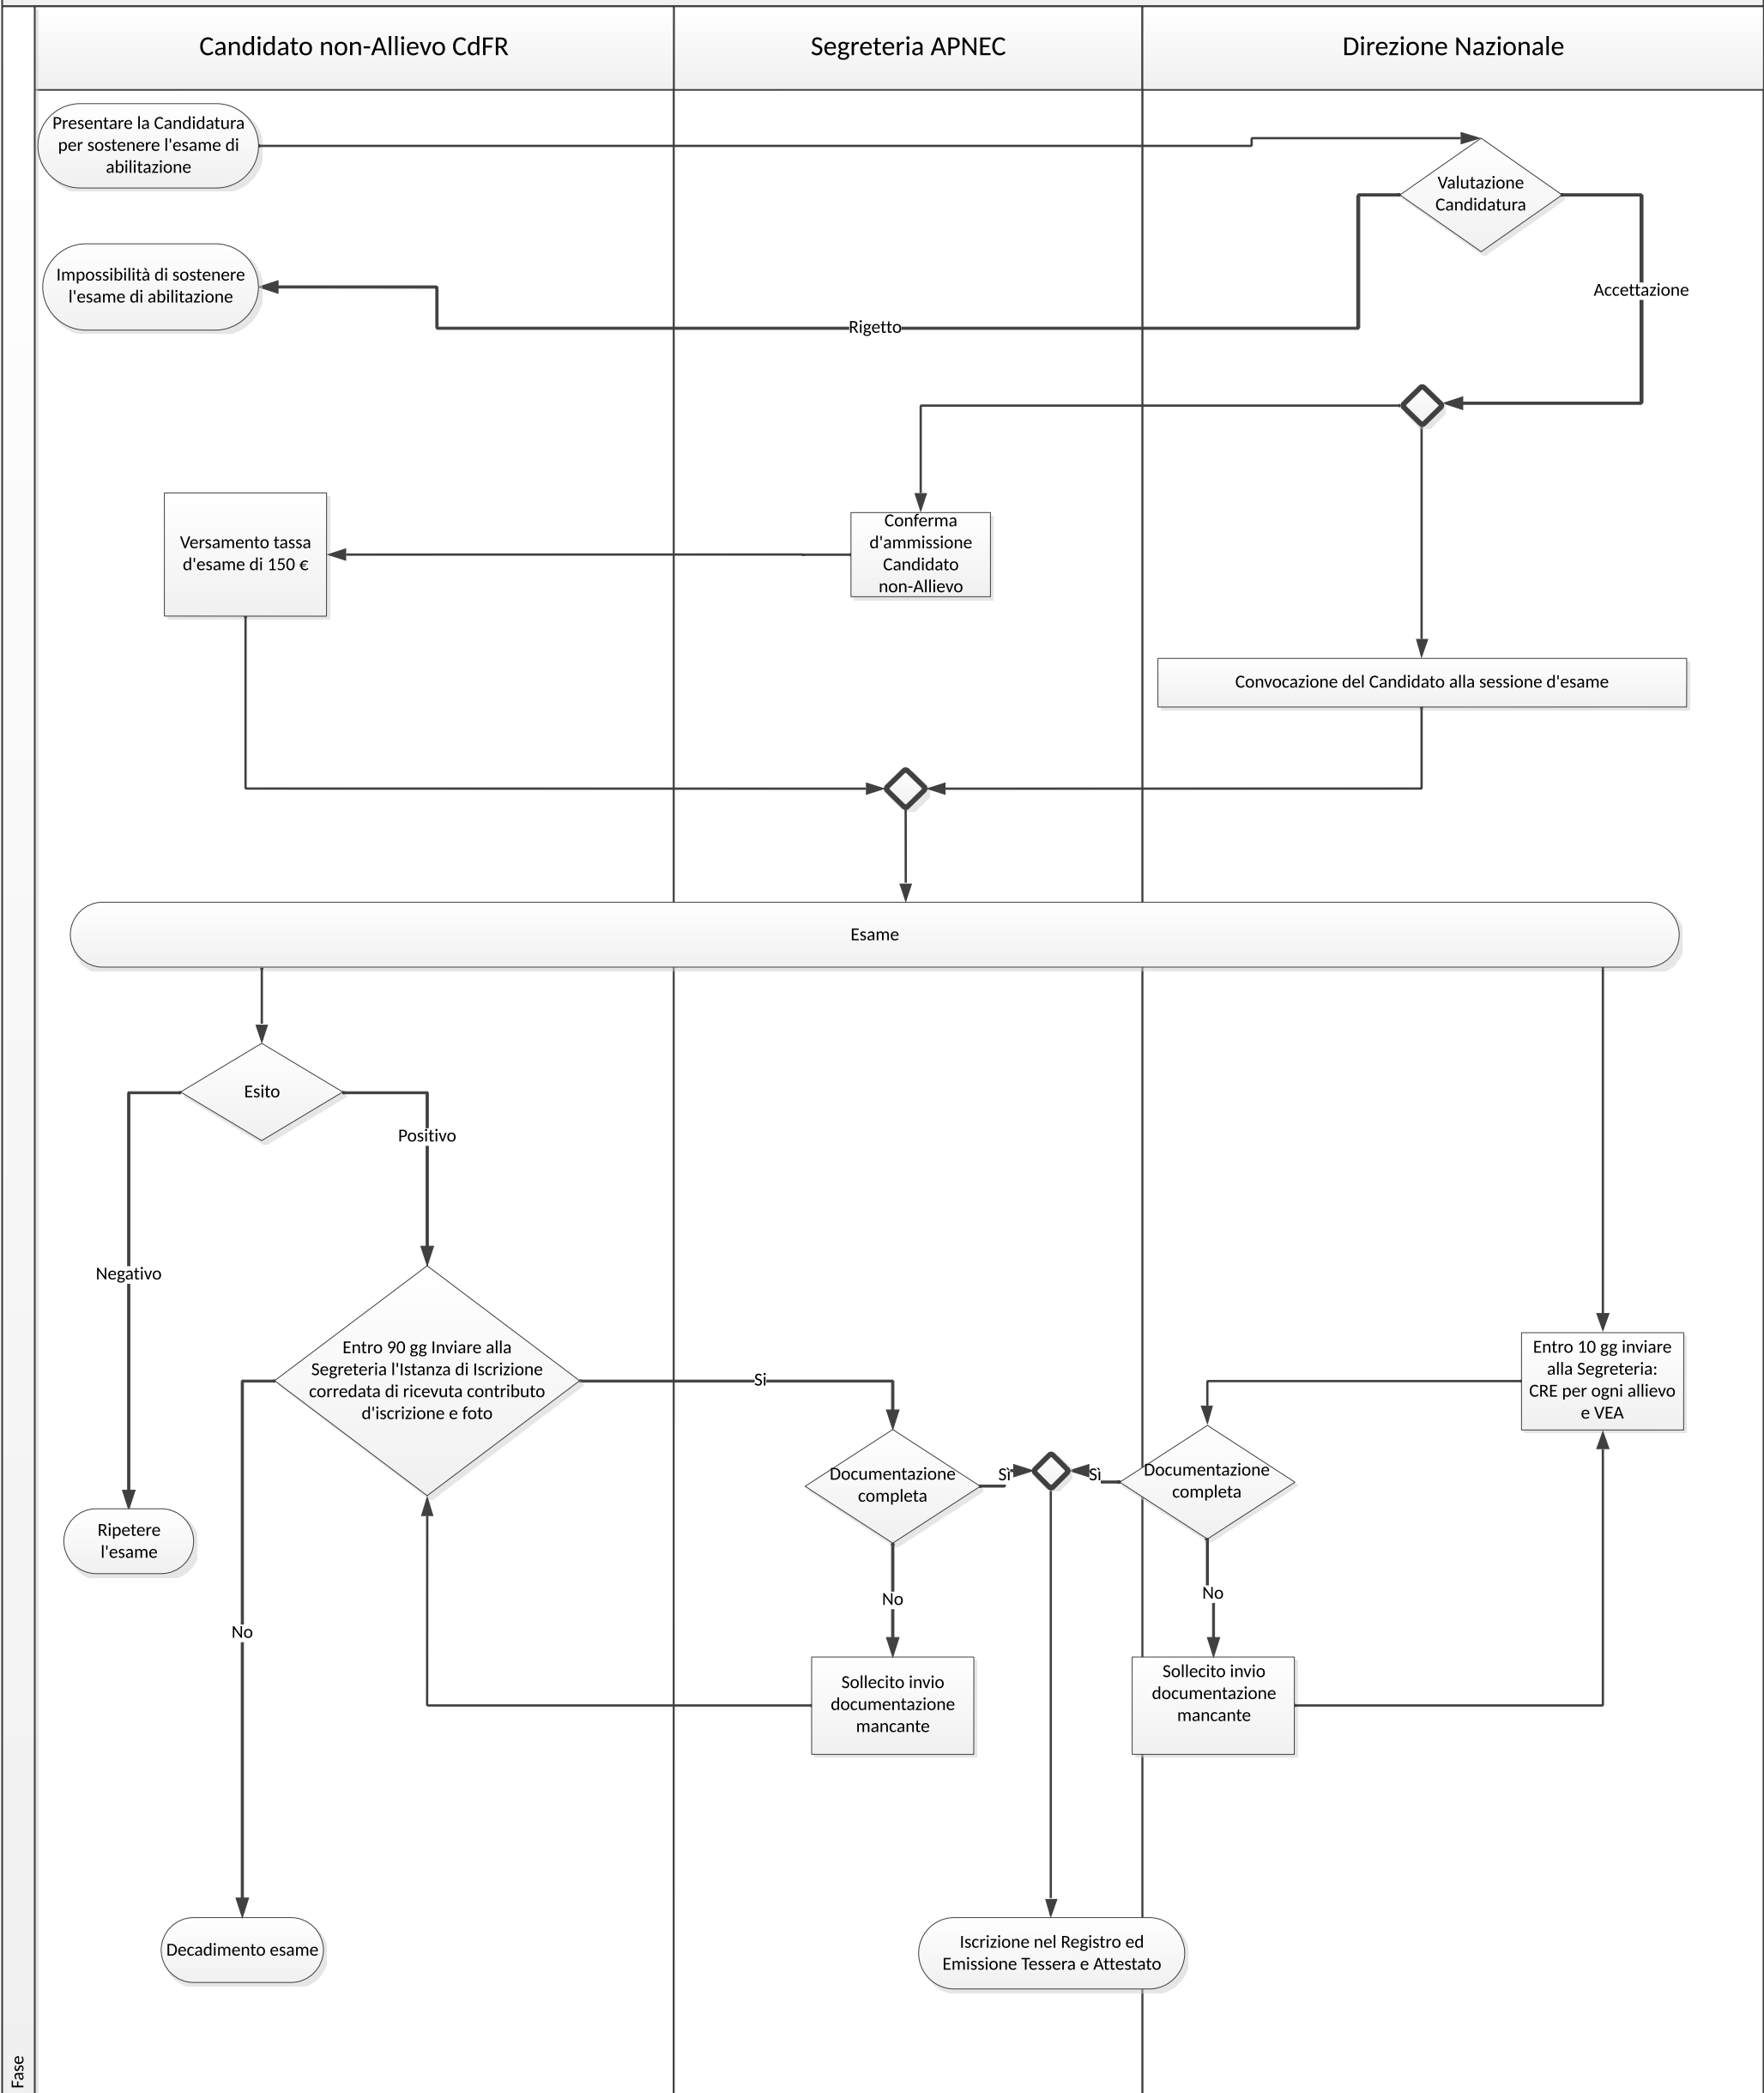 Candidato non-Allievo CdFR
Segreteria APNEC
Direzione Nazionale
Presentare la Candidatura
per sostenere l'esame di
abilitazione
Valutazione
Candidatura
Impossibilità di sostenere
l'esame di abilitazione
Accettazione
Rigetto
Conferma
d'ammissione
Candidato
non-Allievo
Versamento tassa
d'esame di 150 €
Convocazione del Candidato alla sessione d'esame
Esame
Esito
Positivo
Negativo
Entro 90 gg Inviare alla
Segreteria l'Istanza di Iscrizione
corredata di ricevuta contributo
d'iscrizione e foto
Si
Entro 10 gg inviare
alla Segreteria:
CRE per ogni allievo
e VEA
Documentazione
completa
Sì
Sì
Documentazione
completa
Ripetere
l'esame
No
No
No
Sollecito invio
documentazione
mancante
Sollecito invio
documentazione
mancante
Decadimento esame
Iscrizione nel Registro ed
Emissione Tessera e Attestato
Fase